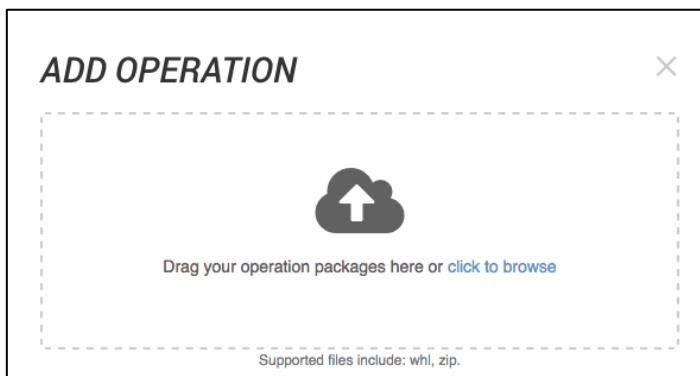 ADD OPERATION
Drag your operation packages here or click to browse
Supported files include: whl, zip.